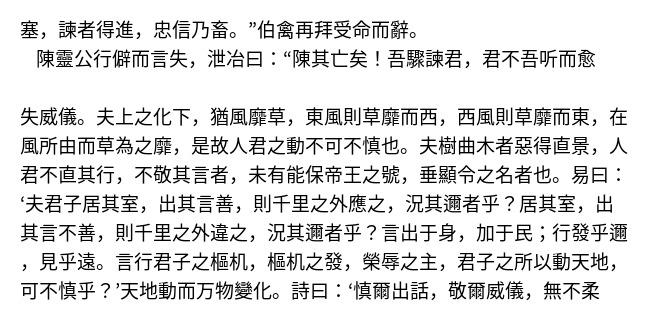 塞，諫者得進，忠信乃畜。”伯禽再拜受命而辭。
陳靈公行僻而言失，泄冶曰：“陳其亡矣！吾驟諫君，君不吾听而愈
失威儀。夫上之化下，猶風靡草，東風則草靡而西，西風則草靡而東，在
風所由而草為之靡，是故人君之動不可不慎也。夫樹曲木者惡得直景，人
君不直其行，不敬其言者，未有能保帝王之號，垂顯令之名者也。易曰：
‘夫君子居其室，出其言善，則千里之外應之，況其邇者乎？居其室，出
其言不善，則千里之外違之，況其邇者乎？言出于身，加于民；行發乎邇
，見乎遠。言行君子之樞机，樞机之發，榮辱之主，君子之所以動天地，
可不慎乎？’天地動而万物變化。詩曰：‘慎爾出話，敬爾威儀，無不柔